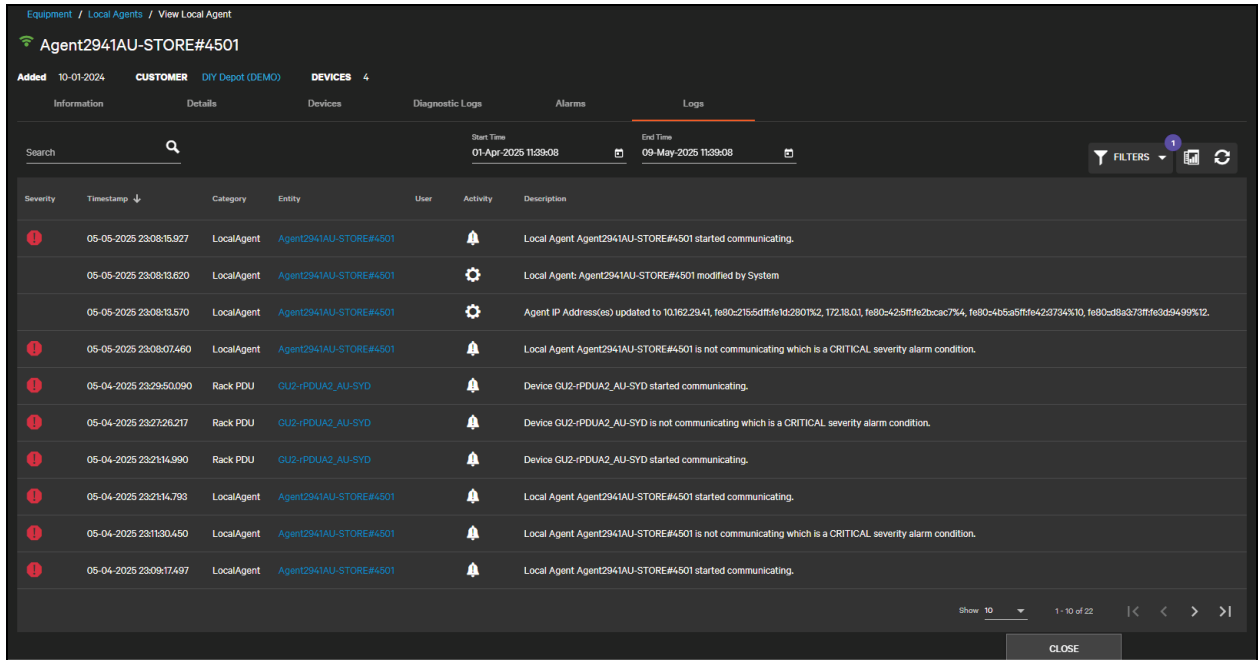 Equipment / Local Agents / View Local Agent
Agent2941AU-STORE#4501
Added 10-01-2024 CUSTOMER DIY Depot (DEMO) DEVICES 4
Information Details Devices Diagnostic Logs Alarms Logs
Search Start Time 01-Apr-2025 11:39:08 End Time 09-May-2025 11:39:08 FILTERS 1
Severity Timestamp Category Entity User Activity Description
05-05-2025 23:08:15.927 LocalAgent Agent2941AU-STORE#4501 Local Agent Agent2941AU-STORE#4501 started communicating.
05-05-2025 23:08:13.620 LocalAgent Agent2941AU-STORE#4501 Local Agent: Agent2941AU-STORE#4501 modified by System
05-05-2025 23:08:13.570 LocalAgent Agent2941AU-STORE#4501 Agent IP Address(es) updated to 10.162.29.41, fe80::215:5dff:fe1d:2801%2, 172.18.0.1, fe80::42:5ff:fe2b:cac7%4, fe80::4b5:a5ff:fe42:3734%10, fe80::d8a3:73ff:fe3d:9499%12.
05-05-2025 23:08:07.460 LocalAgent Agent2941AU-STORE#4501 Local Agent Agent2941AU-STORE#4501 is not communicating which is a CRITICAL severity alarm condition.
05-04-2025 23:29:50.090 Rack PDU GU2-rPDUA2_AU-SYD Device GU2-rPDUA2_AU-SYD started communicating.
05-04-2025 23:27:26.217 Rack PDU GU2-rPDUA2_AU-SYD Device GU2-rPDUA2_AU-SYD is not communicating which is a CRITICAL severity alarm condition.
05-04-2025 23:21:14.990 Rack PDU GU2-rPDUA2_AU-SYD Device GU2-rPDUA2_AU-SYD started communicating.
05-04-2025 23:21:14.793 LocalAgent Agent2941AU-STORE#4501 Local Agent Agent2941AU-STORE#4501 started communicating.
05-04-2025 23:11:30.450 LocalAgent Agent2941AU-STORE#4501 Local Agent Agent2941AU-STORE#4501 is not communicating which is a CRITICAL severity alarm condition.
05-04-2025 23:09:17.497 LocalAgent Agent2941AU-STORE#4501 Local Agent Agent2941AU-STORE#4501 started communicating.
Show 10 1 - 10 of 22
CLOSE